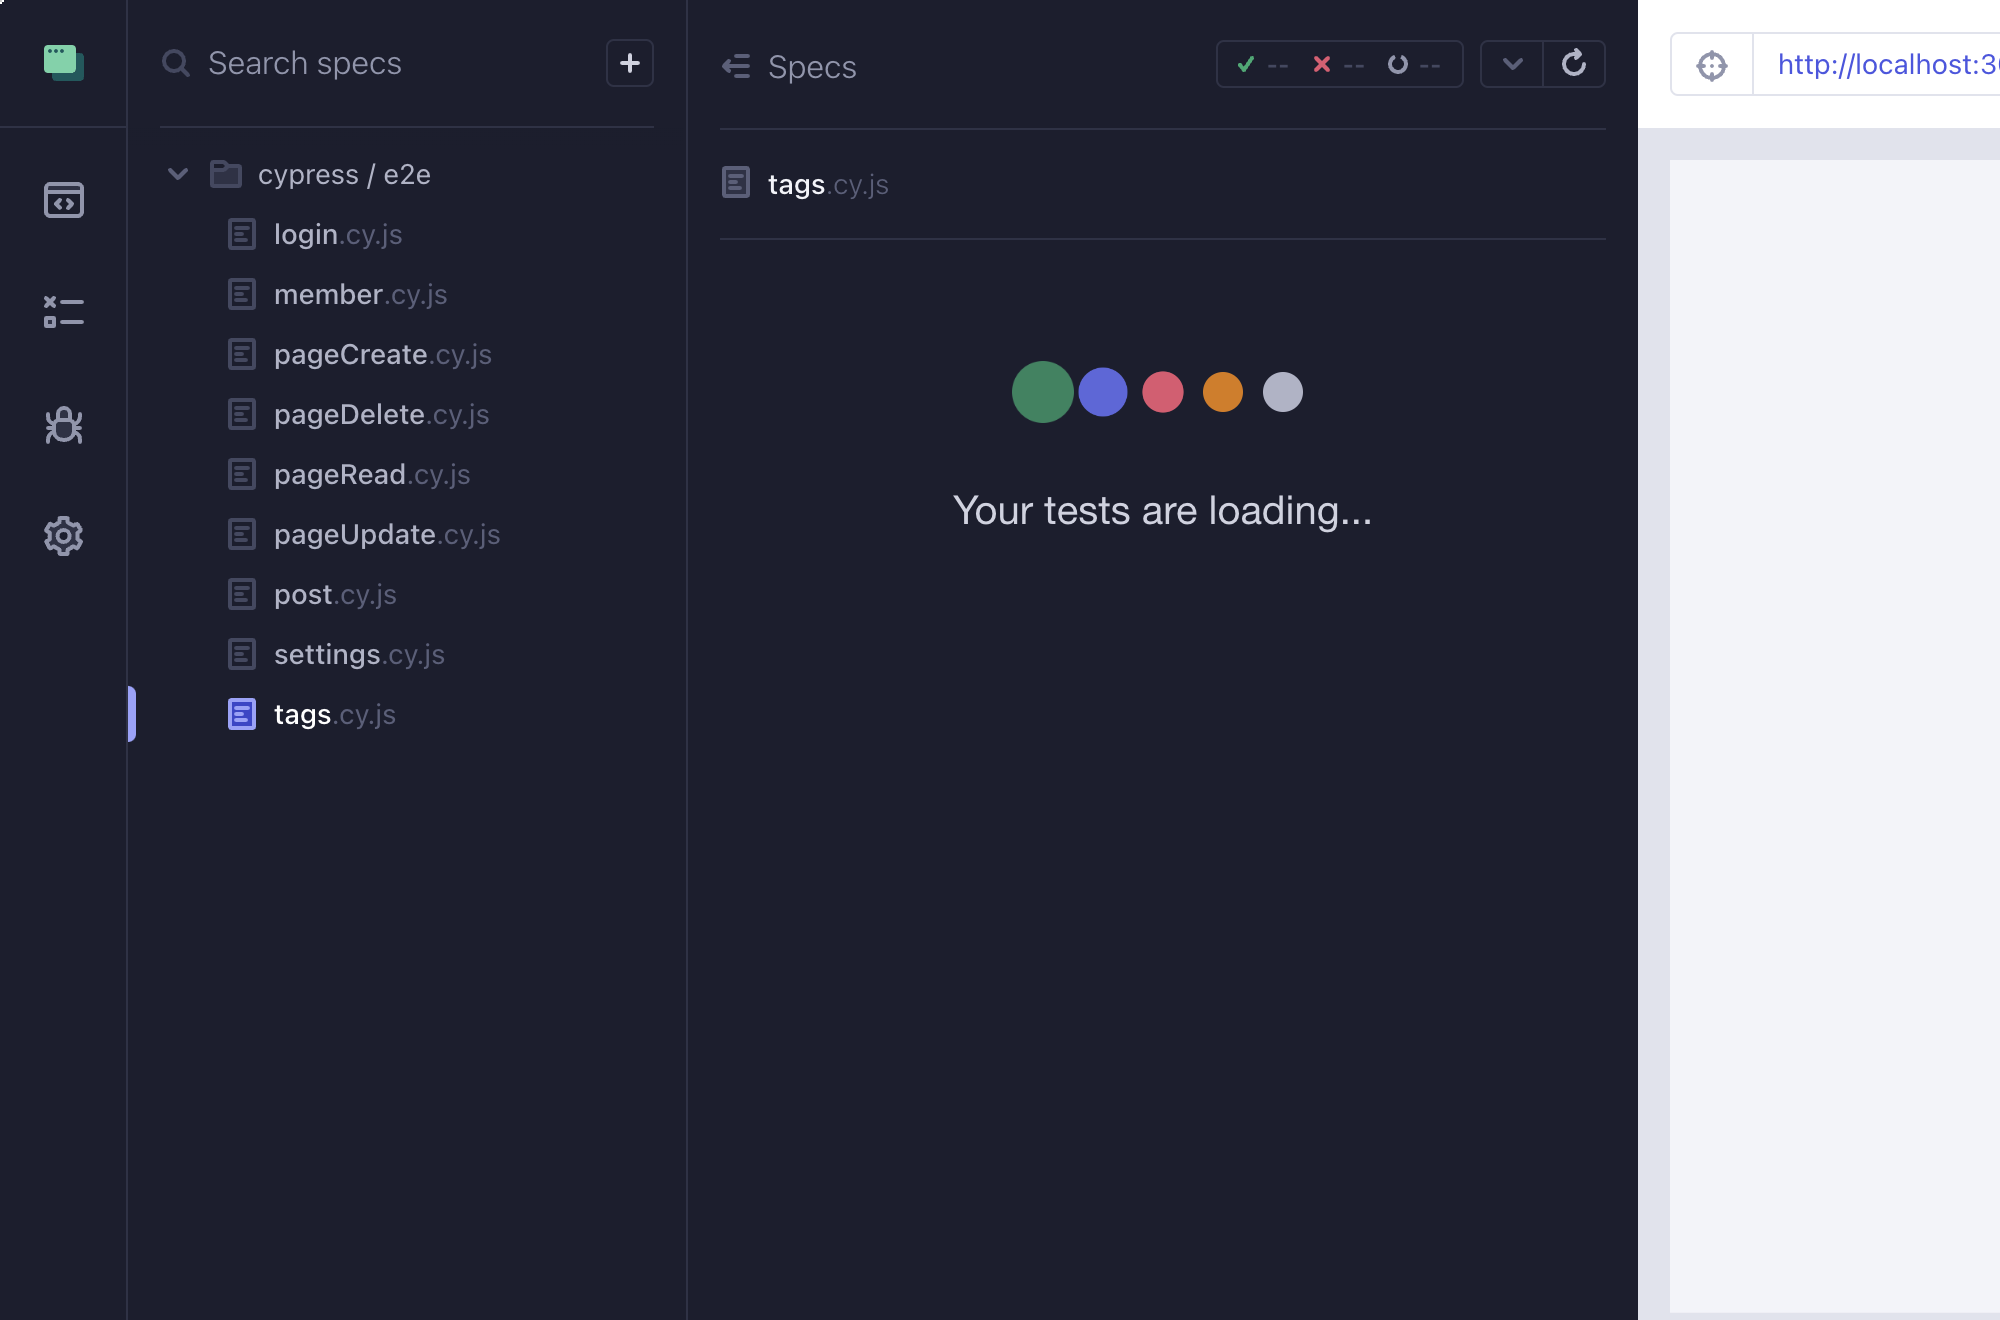 Search specs
cypress / e2e
login.cy.js
member.cy.js
pageCreate.cy.js
pageDelete.cy.js
pageRead.cy.js
pageUpdate.cy.js
post.cy.js
settings.cy.js
tags.cy.js
Specs
-- -- --
tags.cy.js
Your tests are loading...
http://localhost:3